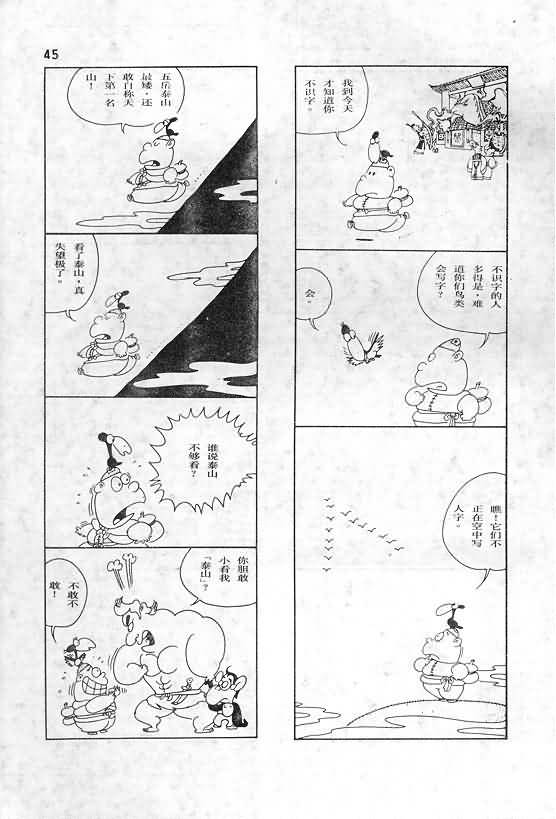 45
我到今天
才知道你
不识字。
不识字的人
多得是，难
道你们鸟类
会写字？
会。
瞧！它们不
正在空中写
人字。
五岳泰山
最矮，还
敢自称天
下第一名
山！
看了泰山，真
失望极了。
谁说泰山
不够看？
你胆敢
小看我
「泰山」？
不敢不
敢！